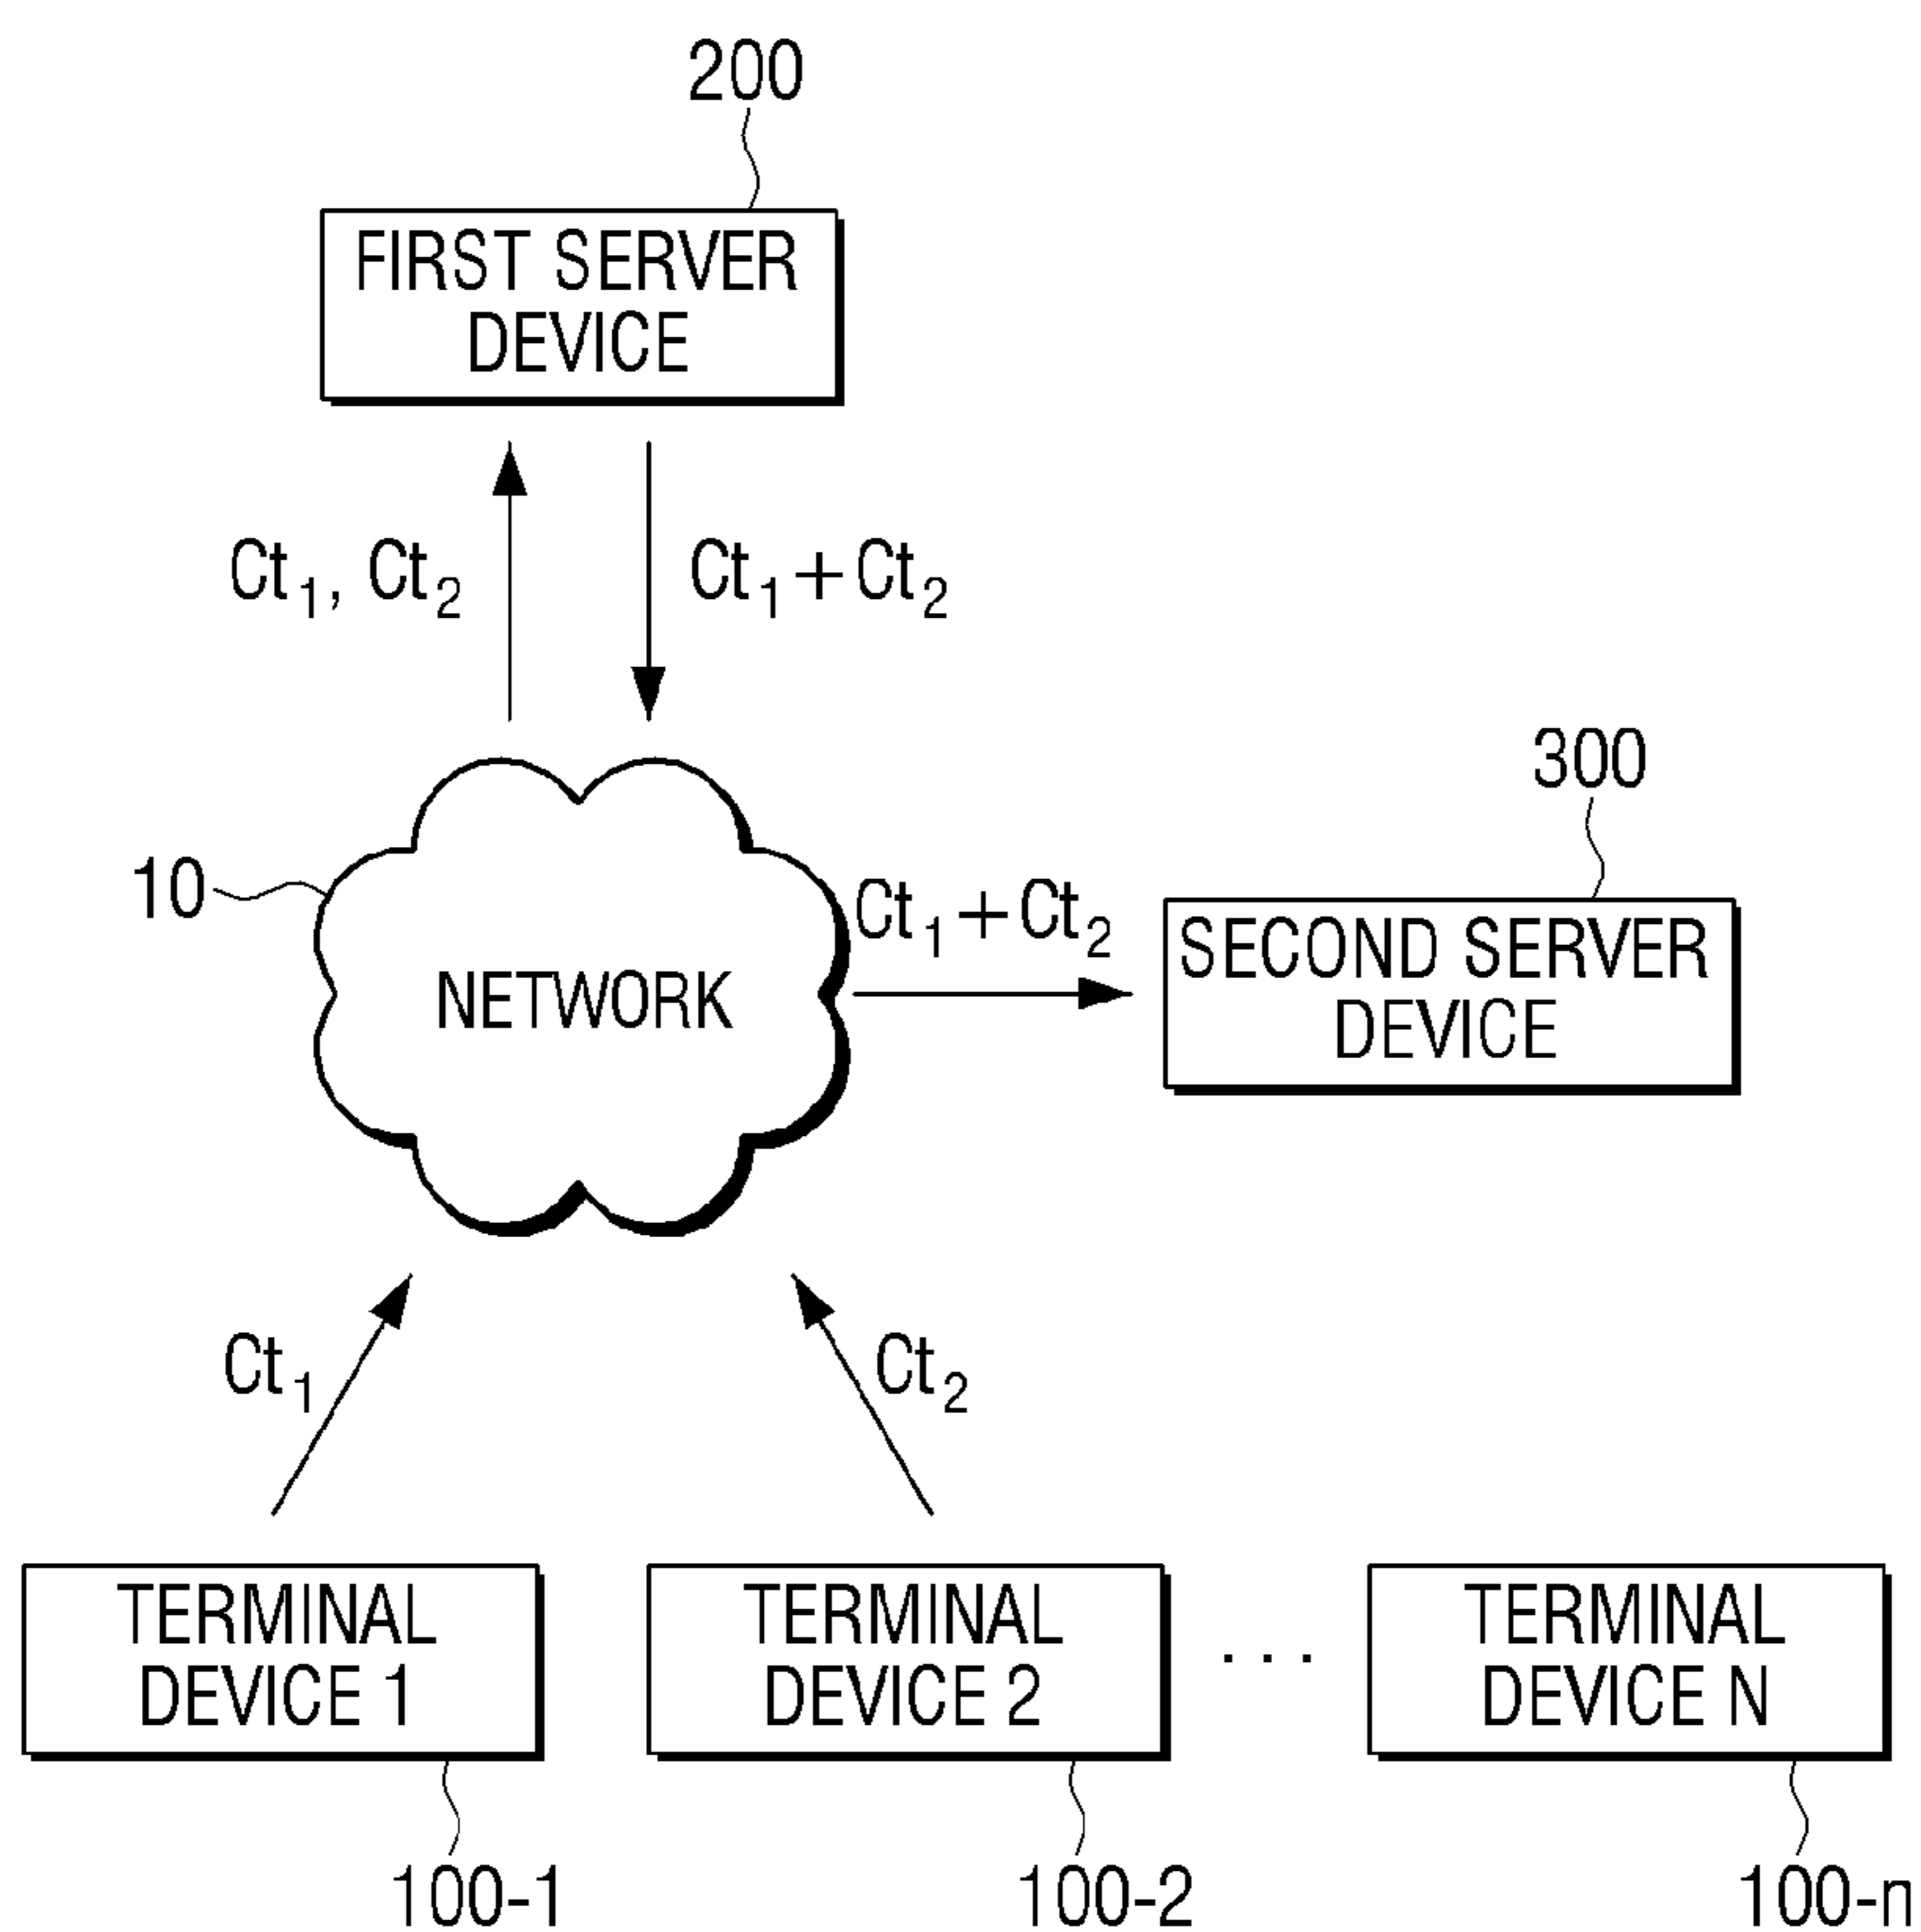 200
FIRST SERVER
DEVICE
Ct₁, Ct₂
Ct₁+Ct₂
300
10
Ct₁+Ct₂
SECOND SERVER
DEVICE
NETWORK
Ct₁
Ct₂
TERMINAL
DEVICE 1
TERMINAL
DEVICE 2
...
TERMINAL
DEVICE N
100-1
100-2
100-n